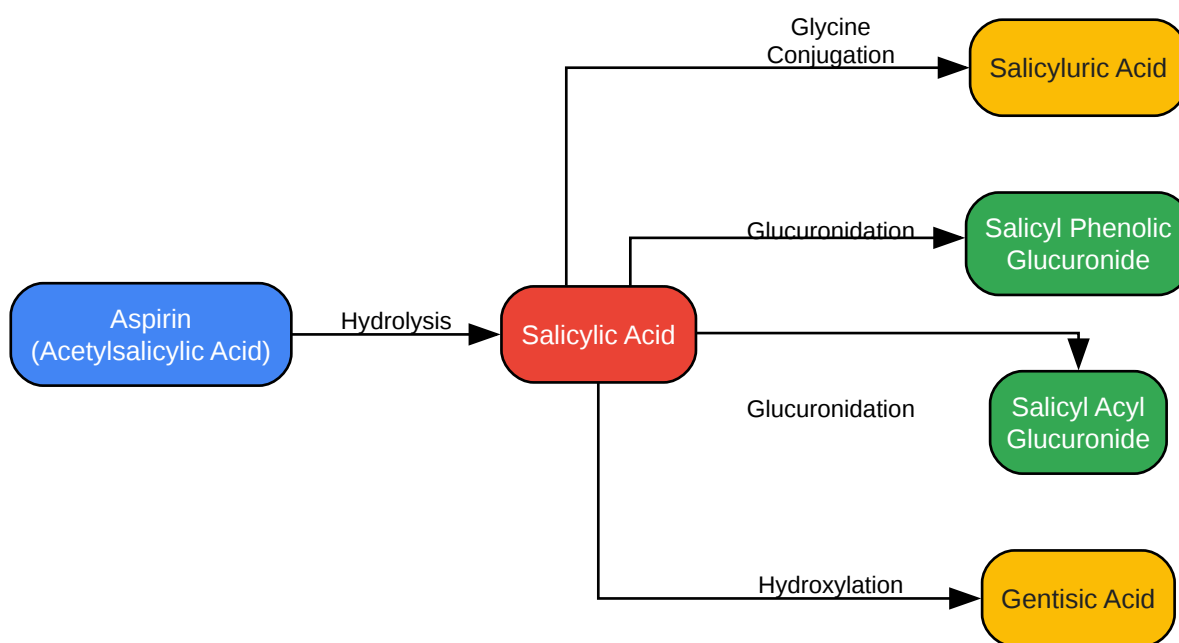 Glycine
Conjugation
Salicyluric Acid
Glucuronidation
Salicyl Phenolic
Glucuronide
Aspirin
(Acetylsalicylic Acid)
Hydrolysis
Salicylic Acid
Glucuronidation
Salicyl Acyl
Glucuronide
Hydroxylation
Gentisic Acid